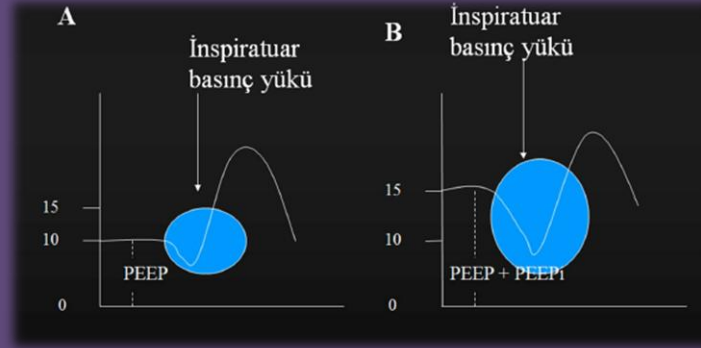 A
İnspiratuar
basınç yükü
15
10
PEEP
0
B
İnspiratuar
basınç yükü
15
10
PEEP + PEEPi
0